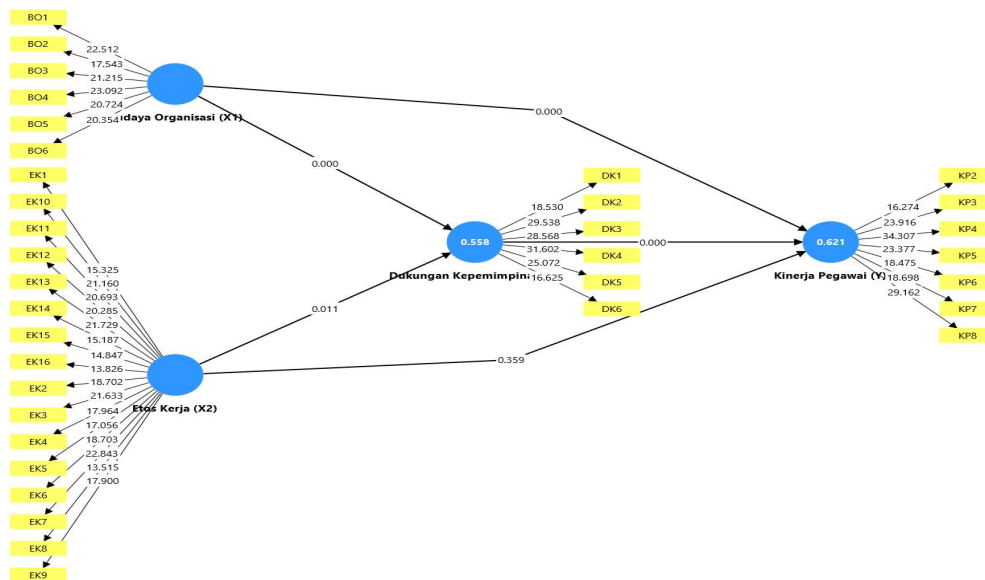 BO1
BO2
BO3
BO4
BO5
BO6
22.512
17.543
21.215
23.092
20.724
20.354
idaya Organisasi (X1)
EK1
EK10
EK11
EK12
EK13
EK14
EK15
EK16
EK2
EK3
EK4
EK5
EK6
EK7
EK8
EK9
15.325
21.160
20.693
20.285
21.729
15.187
14.847
13.826
18.702
21.633
17.964
17.056
18.703
22.843
13.515
17.900
Etos Kerja (X2)
0.000
0.000
0.011
0.000
0.359
0.558
Dukungan Kepemimpina
18.530
29.538
28.568
31.602
25.072
16.625
DK1
DK2
DK3
DK4
DK5
DK6
0.621
Kinerja Pegawai (Y)
16.274
23.916
34.307
23.377
18.475
18.698
29.162
KP2
KP3
KP4
KP5
KP6
KP7
KP8